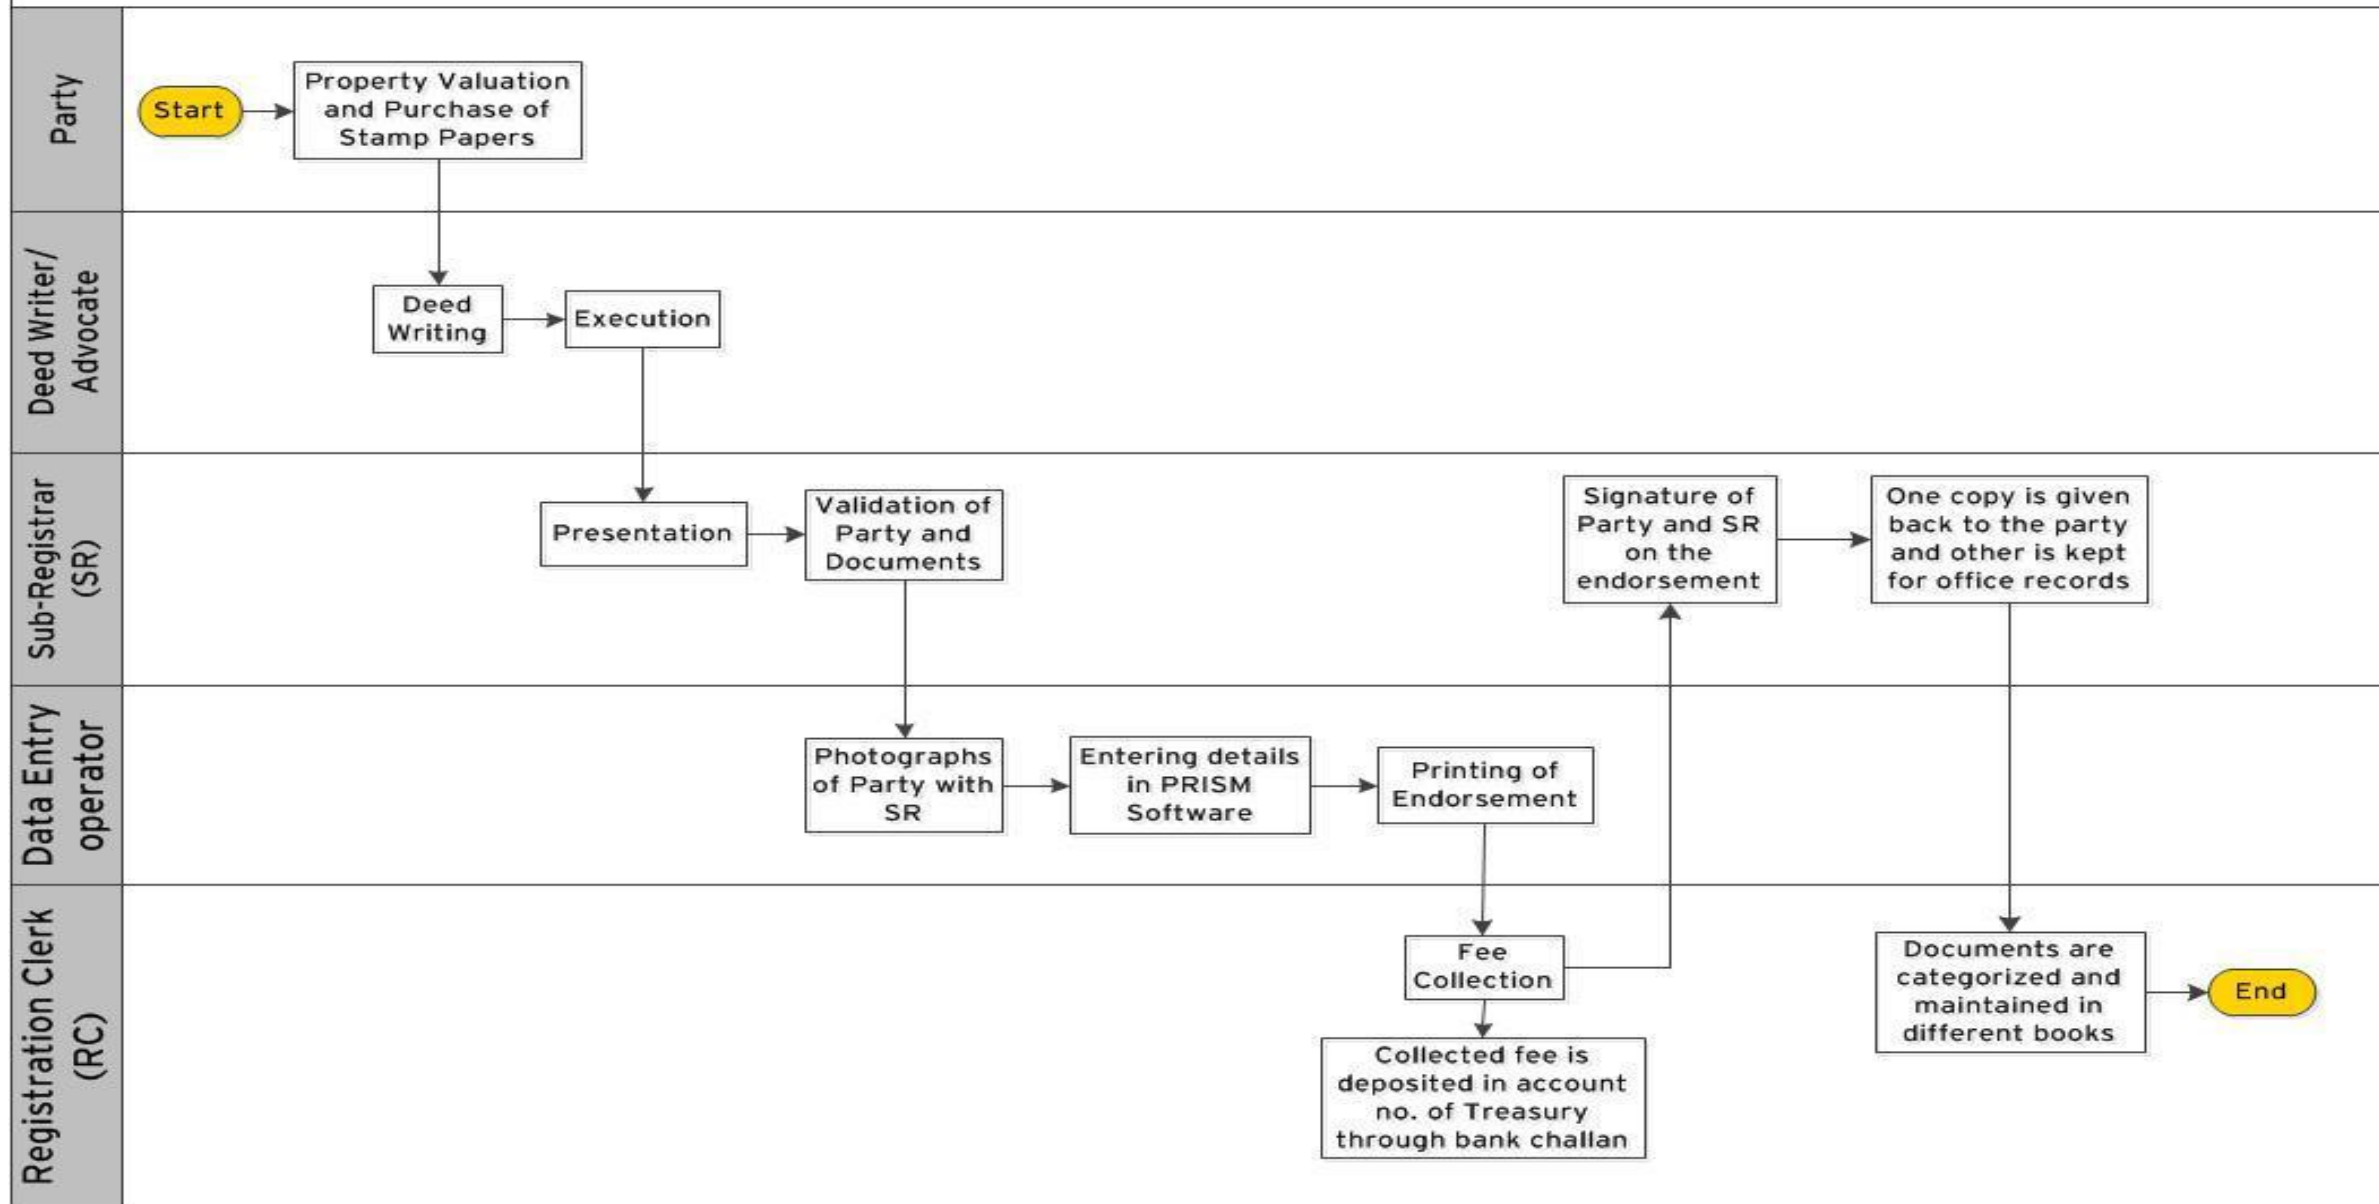 Party
Start
Property Valuation
and Purchase of
Stamp Papers
Deed Writer/
Advocate
Deed
Writing
Execution
Sub-Registrar
(SR)
Presentation
Validation of
Party and
Documents
Signature of
Party and SR
on the
endorsement
One copy is given
back to the party
and other is kept
for office records
Data Entry
operator
Photographs
of Party with
SR
Entering details
in PRISM
Software
Printing of
Endorsement
Registration Clerk
(RC)
Fee
Collection
Collected fee is
deposited in account
no. of Treasury
through bank challan
Documents are
categorized and
maintained in
different books
End